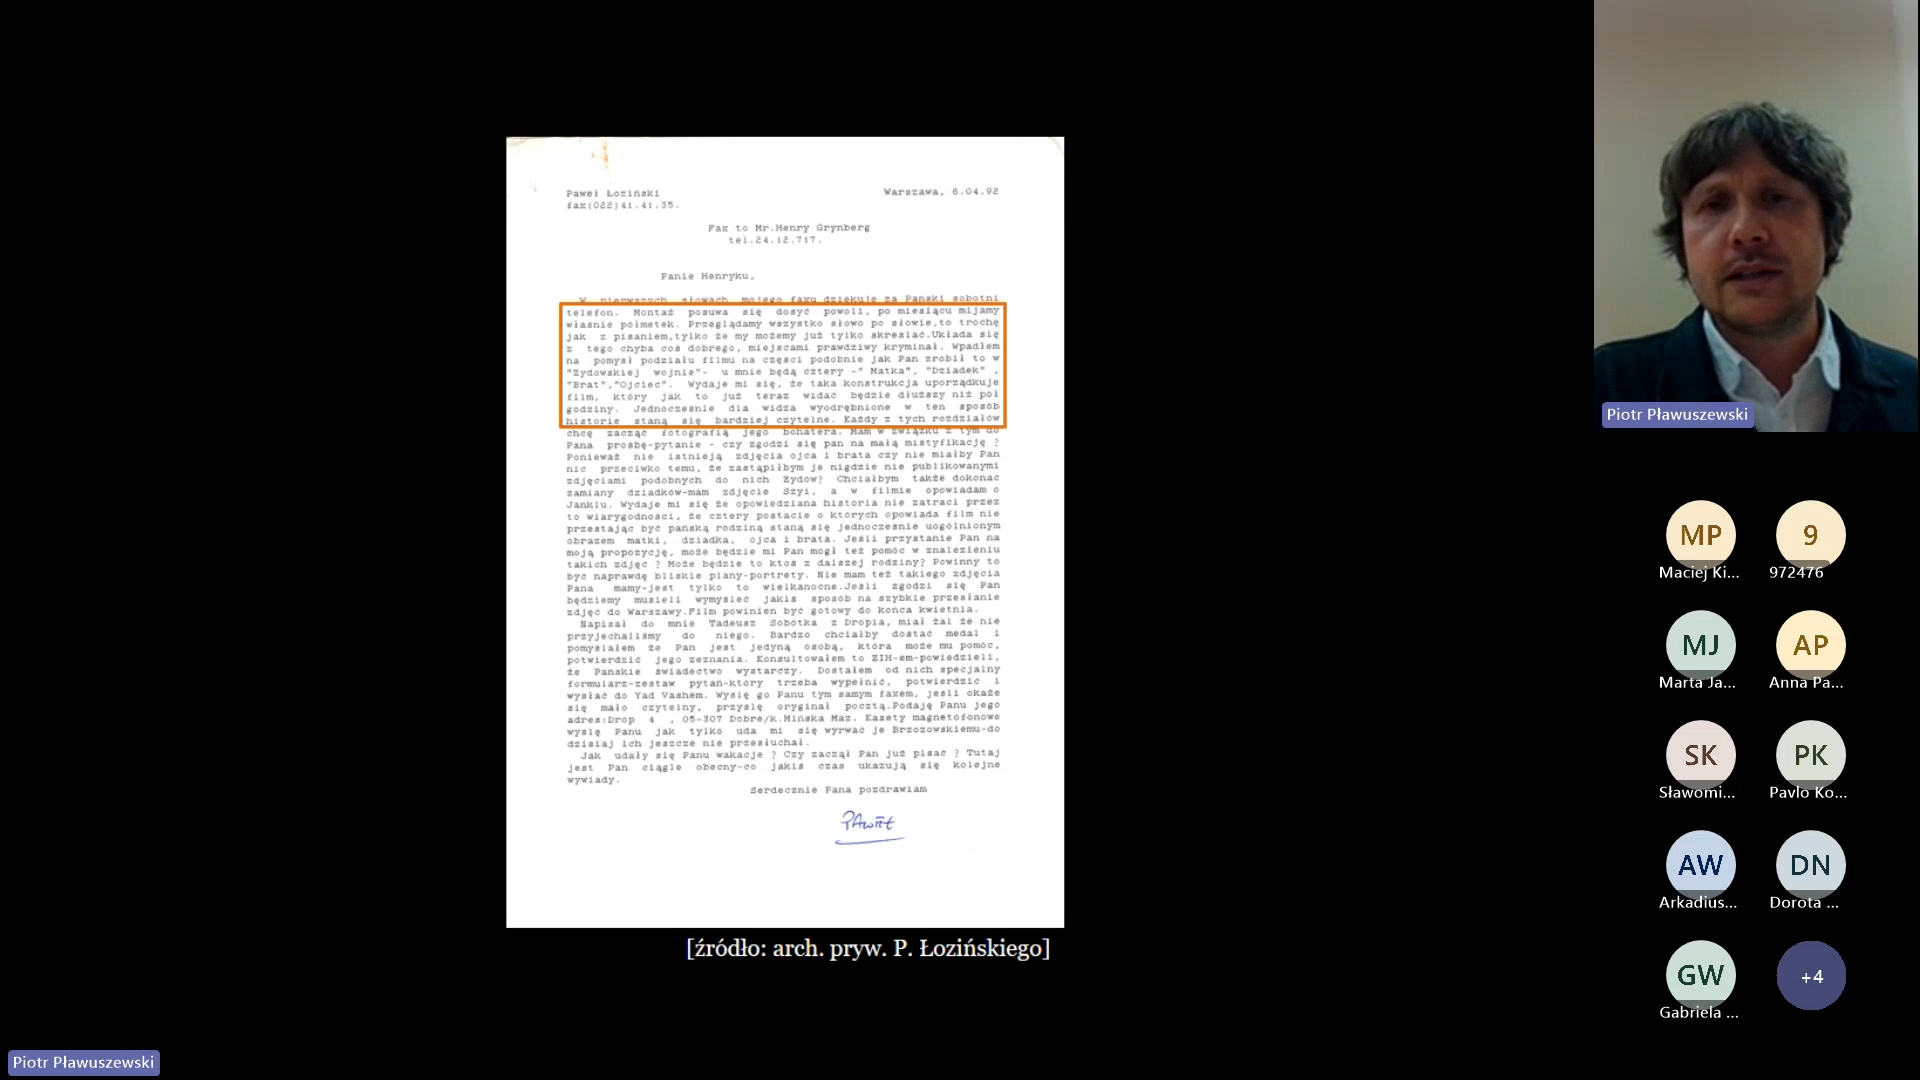 Paweł Łoziński
Warszawa, 6.04.92
fax(022)41.41.35.
Fax to Mr.Henry Grynberg
tel.24.12.717.
Panie Henryku,
W pierwszych słowach mojego faxu dziękuję za Pański sobotni
telefon. Montaż posuwa się dosyć powoli, po miesiącu mijamy
właśnie półmetek. Przeglądamy wszystko słowo po słowie,to trochę
jak z pisaniem,tylko że my możemy już tylko skreślać.Układa się
z tego chyba coś dobrego, miejscami prawdziwy kryminał. Wpadłem
na pomysł podziału filmu na części podobnie jak Pan zrobił to w
"Żydowskiej wojnie"- u mnie będą cztery -" Matka", "Dziadek" ,
"Brat","Ojciec". Wydaje mi się, że taka konstrukcja uporządkuje
film, który jak to już teraz widać będzie dłuższy niż pół
godziny. Jednocześnie dla widza wyodrębnione w ten sposób
historie staną się bardziej czytelne. Każdy z tych rozdziałów
chcę zacząć fotografią jego bohatera. Mam w związku z tym do
Pana prośbę-pytanie - czy zgodzi się pan na małą mistyfikację ?
Ponieważ nie istnieją zdjęcia ojca i brata czy nie miałby Pan
nic przeciwko temu, że zastąpiłbym je nigdzie nie publikowanymi
zdjęciami podobnych do nich Żydów? Chciałbym także dokonać
zamiany dziadków-mam zdjęcie Szyi, a w filmie opowiadam o
Janklu. Wydaje mi się że opowiedziana historia nie zatraci przez
to wiarygodności, że cztery postacie o których opowiada film nie
przestając być pańską rodziną staną się jednocześnie uogólnionym
obrazem matki, dziadka, ojca i brata. Jeśli przystanie Pan na
moją propozycję, może będzie mi Pan mógł też pomóc w znalezieniu
takich zdjęć ? Może będzie to ktoś z dalszej rodziny? Powinny to
być naprawdę bliskie plany-portrety. Nie mam też takiego zdjęcia
Pana mamy-jest tylko to wielkanocne.Jeśli zgodzi się Pan
będziemy musieli wymyśleć jakiś sposób na szybkie przesłanie
zdjęć do Warszawy.Film powinien być gotowy do końca kwietnia.
Napisał do mnie Tadeusz Sobótka z Dropia, miał żal że nie
przyjechaliśmy do niego. Bardzo chciałby dostać medal i
pomyślałem że Pan jest jedyną osobą, która może mu pomóc,
potwierdzić jego zeznania. Konsultowałem to ZIH-em-powiedzieli,
że Pańskie świadectwo wystarczy. Dostałem od nich specjalny
formularz-zestaw pytań-który trzeba wypełnić, potwierdzić i
wysłać do Yad Vashem. Wyślę go Panu tym samym faxem, jeśli okaże
się mało czytelny, przyślę oryginał pocztą.Podaję Panu jego
adres:Drop 4 , 05-307 Dobre/k.Mińska Maz. Kasety magnetofonowe
wyślę Panu jak tylko uda mi się wyrwać je Brzozowskiemu-do
dzisiaj ich jeszcze nie przesłuchał.
Jak udały się Panu wakacje ? Czy zaczął Pan już pisać ? Tutaj
jest Pan ciągle obecny-co jakiś czas ukazują się kolejne
wywiady.
Serdecznie Pana pozdrawiam
PAweł
[źródło: arch. pryw. P. Łozińskiego]
Piotr Pławuszewski
MP
9
Maciej Ki...
972476
MJ
AP
Marta Ja...
Anna Pa...
SK
PK
Sławomi...
Pavlo Ko...
AW
DN
Arkadius...
Dorota ...
GW
+4
Gabriela ...
Piotr Pławuszewski